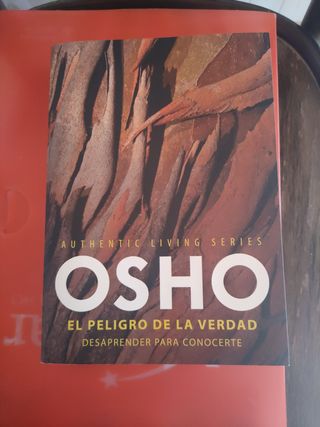 AUTHENTIC LIVING SERIES
OSHO
EL PELIGRO DE LA VERDAD
DESAPRENDER PARA CONOCERTE